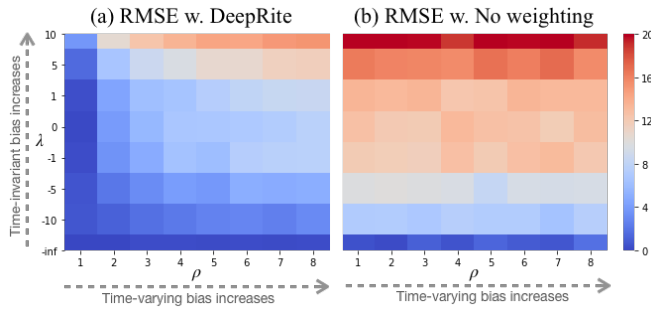 (a) RMSE w. DeepRite
(b) RMSE w. No weighting
Time-invariant bias increases
λ
10
5
1
0
-1
-5
-10
-inf
1 2 3 4 5 6 7 8
ρ
Time-varying bias increases
1 2 3 4 5 6 7 8
ρ
Time-varying bias increases
20
16
12
8
4
0